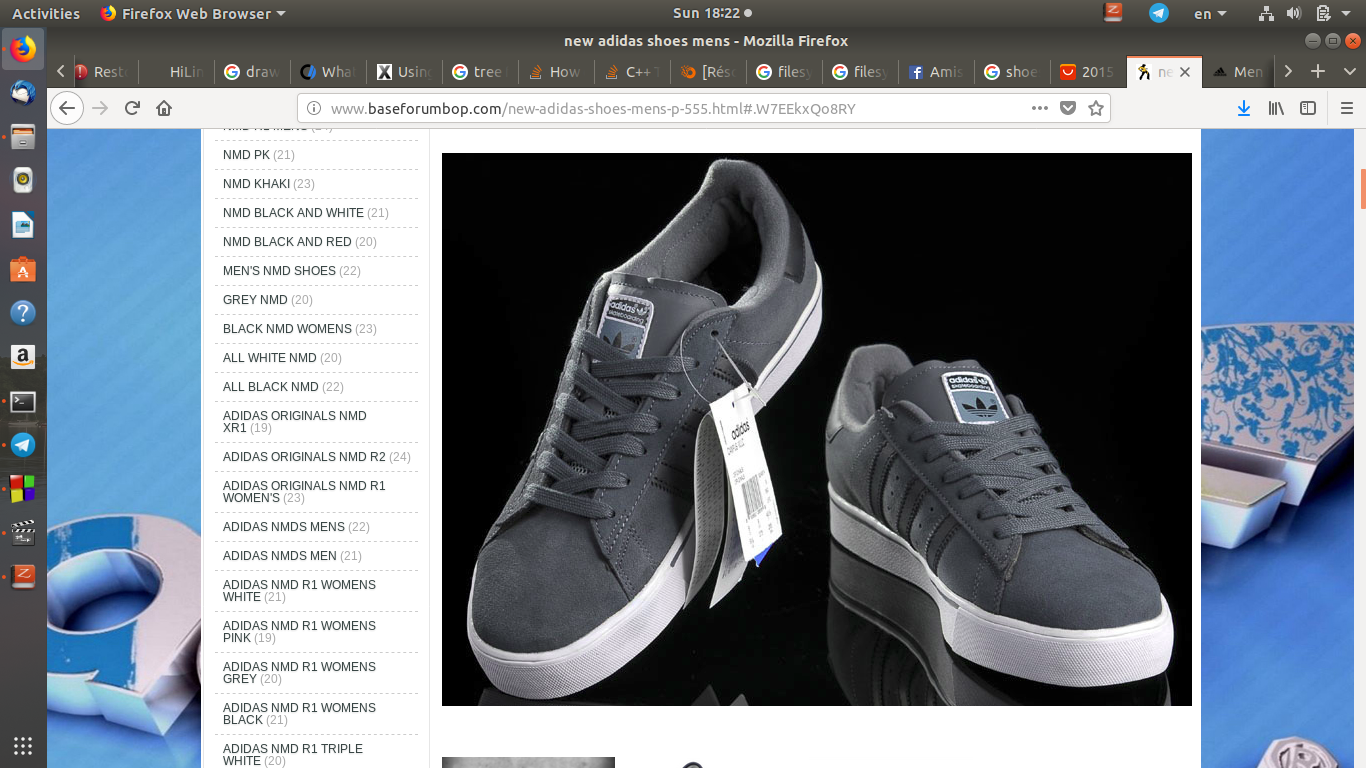 Activities
Firefox Web Browser
Sun 18:22
en
new adidas shoes mens - Mozilla Firefox
Resto
HiLin
draw
What
Using
tree
How
C++
[Rés
filesy
filesy
Amis
shoe
2015
ne
Men
www.baseforumbop.com/new-adidas-shoes-mens-p-555.html#.W7EEkxQo8RY
NMD PK (21)
NMD KHAKI (23)
NMD BLACK AND WHITE (21)
NMD BLACK AND RED (20)
MEN'S NMD SHOES (22)
GREY NMD (20)
BLACK NMD WOMENS (23)
ALL WHITE NMD (20)
ALL BLACK NMD (22)
ADIDAS ORIGINALS NMD
XR1 (19)
ADIDAS ORIGINALS NMD R2 (24)
ADIDAS ORIGINALS NMD R1
WOMEN'S (23)
ADIDAS NMDS MENS (22)
ADIDAS NMDS MEN (21)
ADIDAS NMD R1 WOMENS
WHITE (21)
ADIDAS NMD R1 WOMENS
PINK (19)
ADIDAS NMD R1 WOMENS
GREY (20)
ADIDAS NMD R1 WOMENS
BLACK (21)
ADIDAS NMD R1 TRIPLE
WHITE (20)
adidas
skateboarding
adidas
adidas
skateboarding